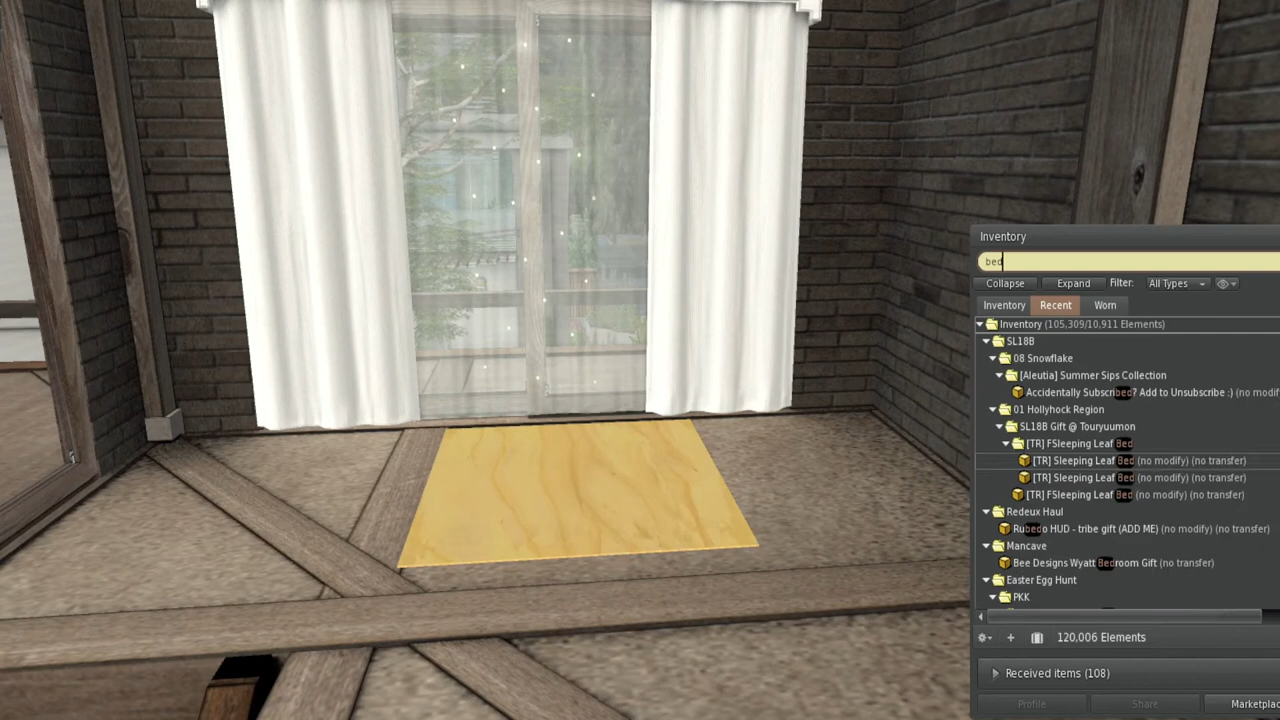 Inventory
bed
Collapse Expand Filter: All Types
Inventory Recent Worn
Inventory (105,309/10,911 Elements)
SL18B
08 Snowflake
[Aleutia] Summer Sips Collection
Accidentally Subscribed? Add to Unsubscribe :) (no modif
01 Hollyhock Region
SL18B Gift @ Touryuumon
[TR] FSleeping Leaf Bed
[TR] Sleeping Leaf Bed (no modify) (no transfer)
[TR] Sleeping Leaf Bed (no modify) (no transfer)
[TR] FSleeping Leaf Bed (no modify) (no transfer)
Redeux Haul
Rubedo HUD - tribe gift (ADD ME) (no modify) (no transfer)
Mancave
Bee Designs Wyatt Bedroom Gift (no transfer)
Easter Egg Hunt
PKK
120,006 Elements
Received items (108)
Profile Share Marketplac